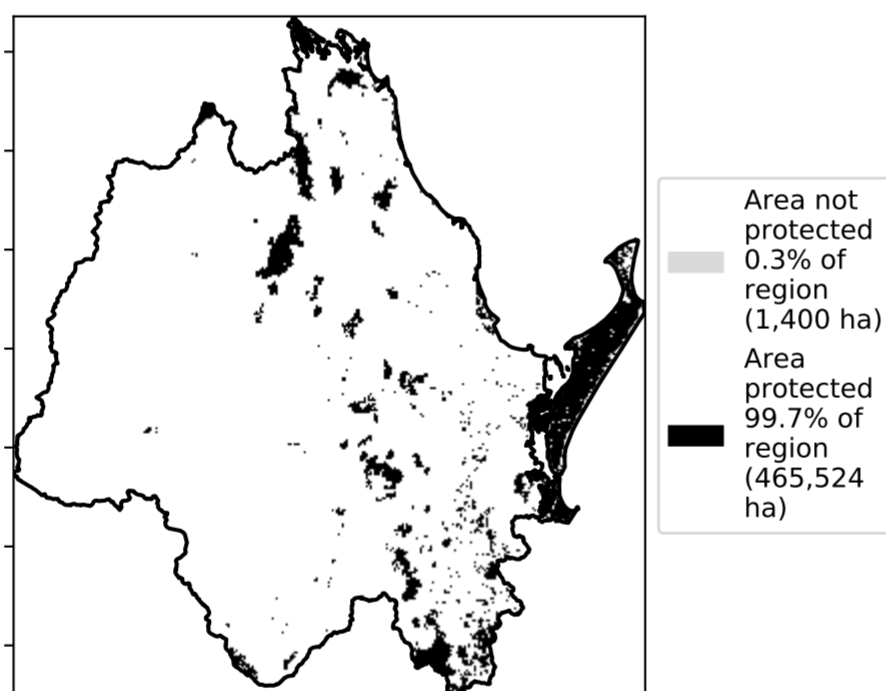 Area not
protected
0.3% of
region
(1,400 ha)
Area
protected
99.7% of
region
(465,524
ha)